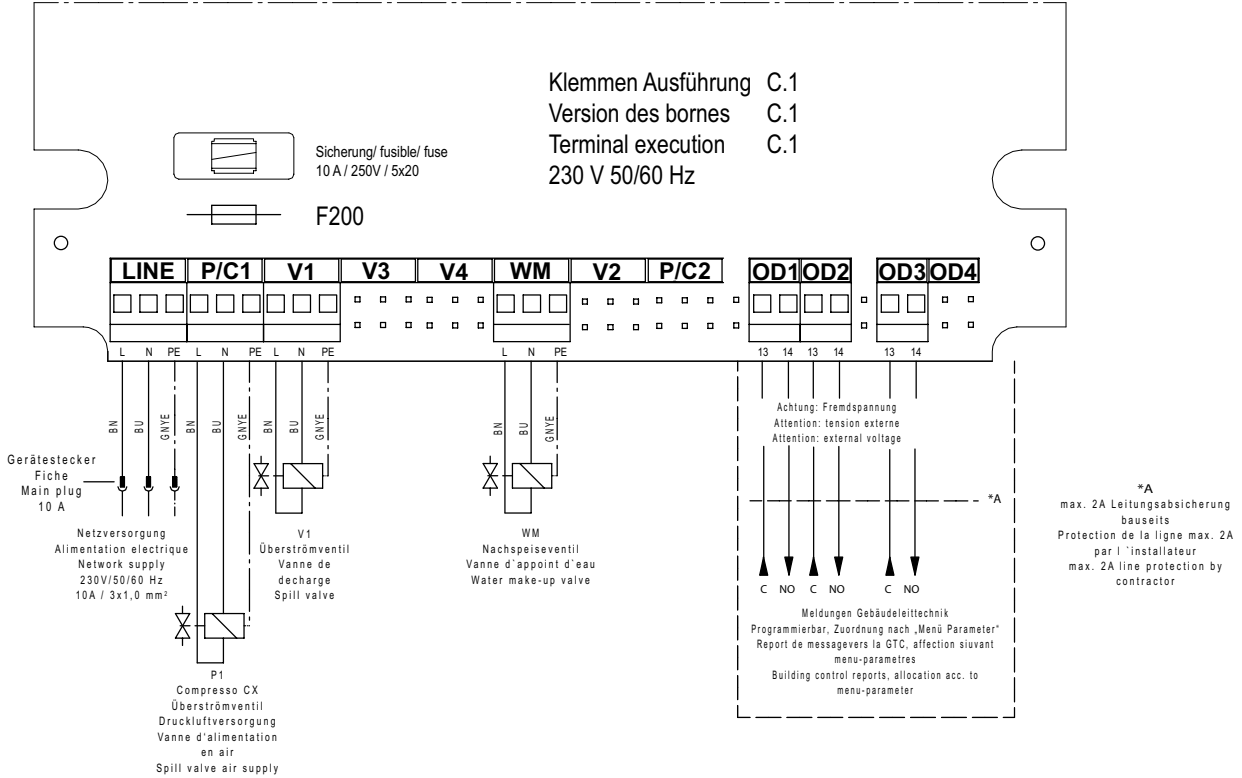 Klemmen Ausführung C.1
Version des bornes C.1
Terminal execution C.1
230 V 50/60 Hz
Sicherung/ fusible/ fuse
10 A / 250V / 5x20
F200
LINE P/C1 V1 V3 V4 WM V2 P/C2 OD1 OD2 OD3 OD4
L N PE L N PE L N PE L N PE 13 14 13 14 13 14
BN BU GNYE BN BU GNYE BN BU GNYE BN BU GNYE
Achtung: Fremdspannung
Attention: tension externe
Attention: external voltage
Gerätestecker
Fiche
Main plug
10 A
Netzversorgung
Alimentation electrique
Network supply
230V/50/60 Hz
10A / 3x1,0 mm²
V1
Überströmventil
Vanne de
decharge
Spill valve
WM
Nachspeiseventil
Vanne d`appoint d`eau
Water make-up valve
*A
C NO C NO C NO
Meldungen Gebäudeleittechnik
Programmierbar, Zuordnung nach „Menü Parameter"
Report de messagevers la GTC, affection siuvant
menu-parametres
Building control reports, allocation acc. to
menu-parameter
*A
max. 2A Leitungsabsicherung
bauseits
Protection de la ligne max. 2A
par l `installateur
max. 2A line protection by
contractor
P1
Compresso CX
Überströmventil
Druckluftversorgung
Vanne d'alimentation
en air
Spill valve air supply